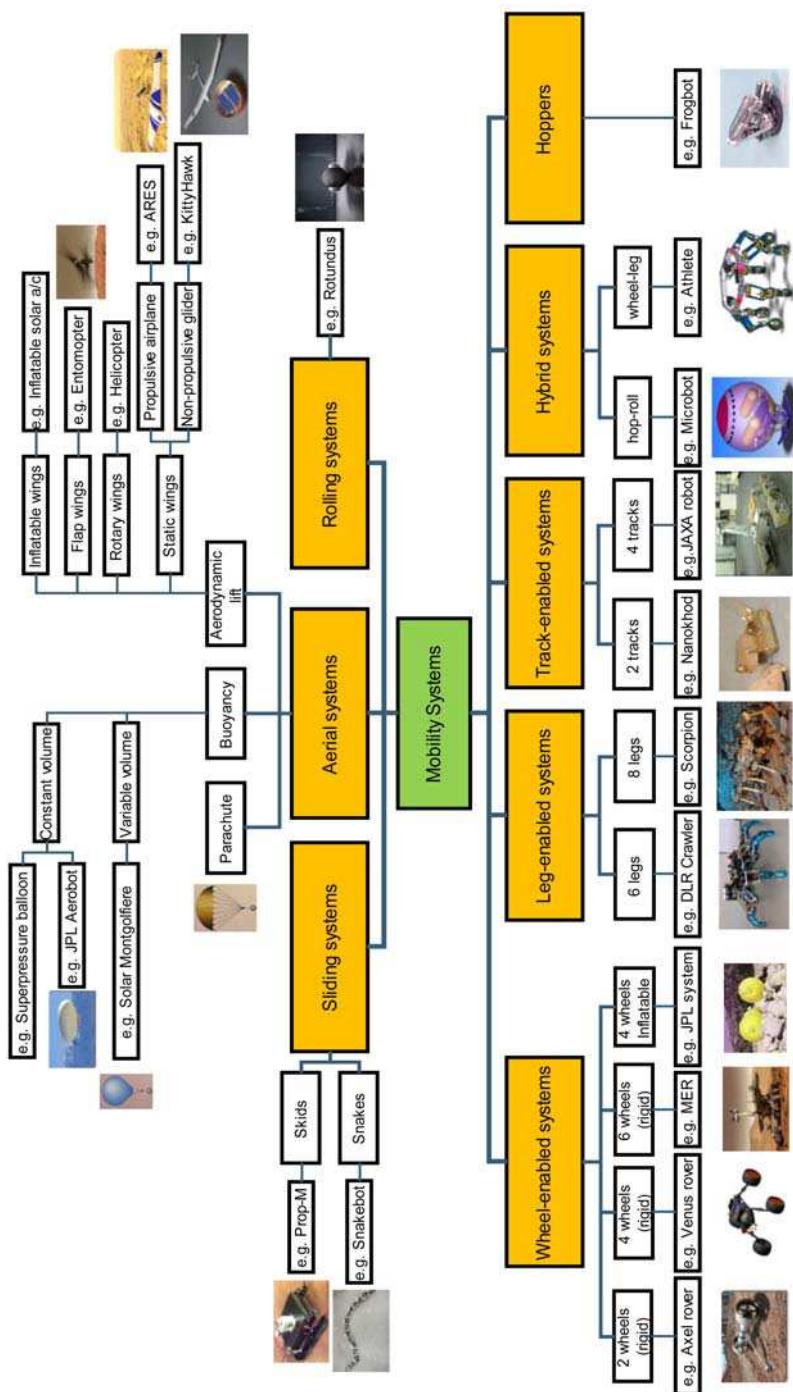 e.g. Superpressure balloon
Constant volume
e.g. JPL Aerobot
e.g. Solar Montgolfiere
Variable volume
Inflatable wings
e.g. Inflatable solar a/c
Flap wings
e.g. Entomopter
Rotary wings
e.g. Helicopter
Static wings
Propulsive airplane
e.g. ARES
Non-propulsive glider
e.g. KittyHawk
Parachute
Buoyancy
Aerodynamic
lift
e.g. Prop-M
Skids
e.g. Snakebot
Snakes
Sliding systems
Aerial systems
Rolling systems
e.g. Rotundus
Mobility Systems
Wheel-enabled systems
Leg-enabled systems
Track-enabled systems
Hybrid systems
Hoppers
2 wheels
(rigid)
4 wheels
(rigid)
6 wheels
(rigid)
4 wheels
Inflatable
6 legs
8 legs
2 tracks
4 tracks
hop-roll
wheel-leg
e.g. Axel rover
e.g. Venus rover
e.g. MER
e.g. JPL system
e.g. DLR Crawler
e.g. Scorpion
e.g. Nanokhod
e.g.JAXA robot
e.g. Microbot
e.g. Athlete
e.g. Frogbot